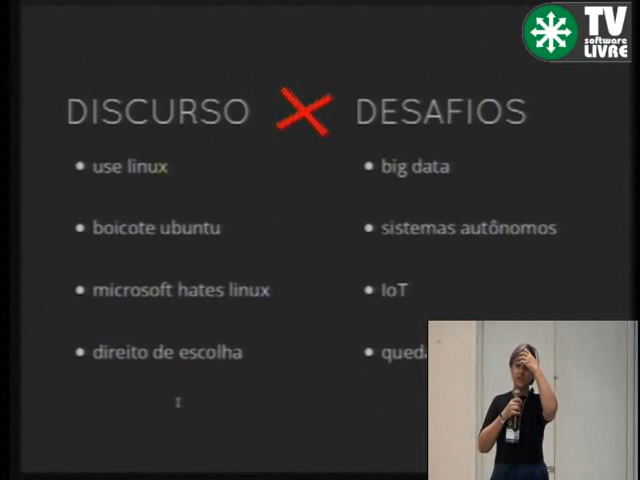 TV
software
LIVRE
DISCURSO
DESAFIOS
use linux
big data
boicote ubuntu
sistemas autônomos
microsoft hates linux
IoT
direito de escolha